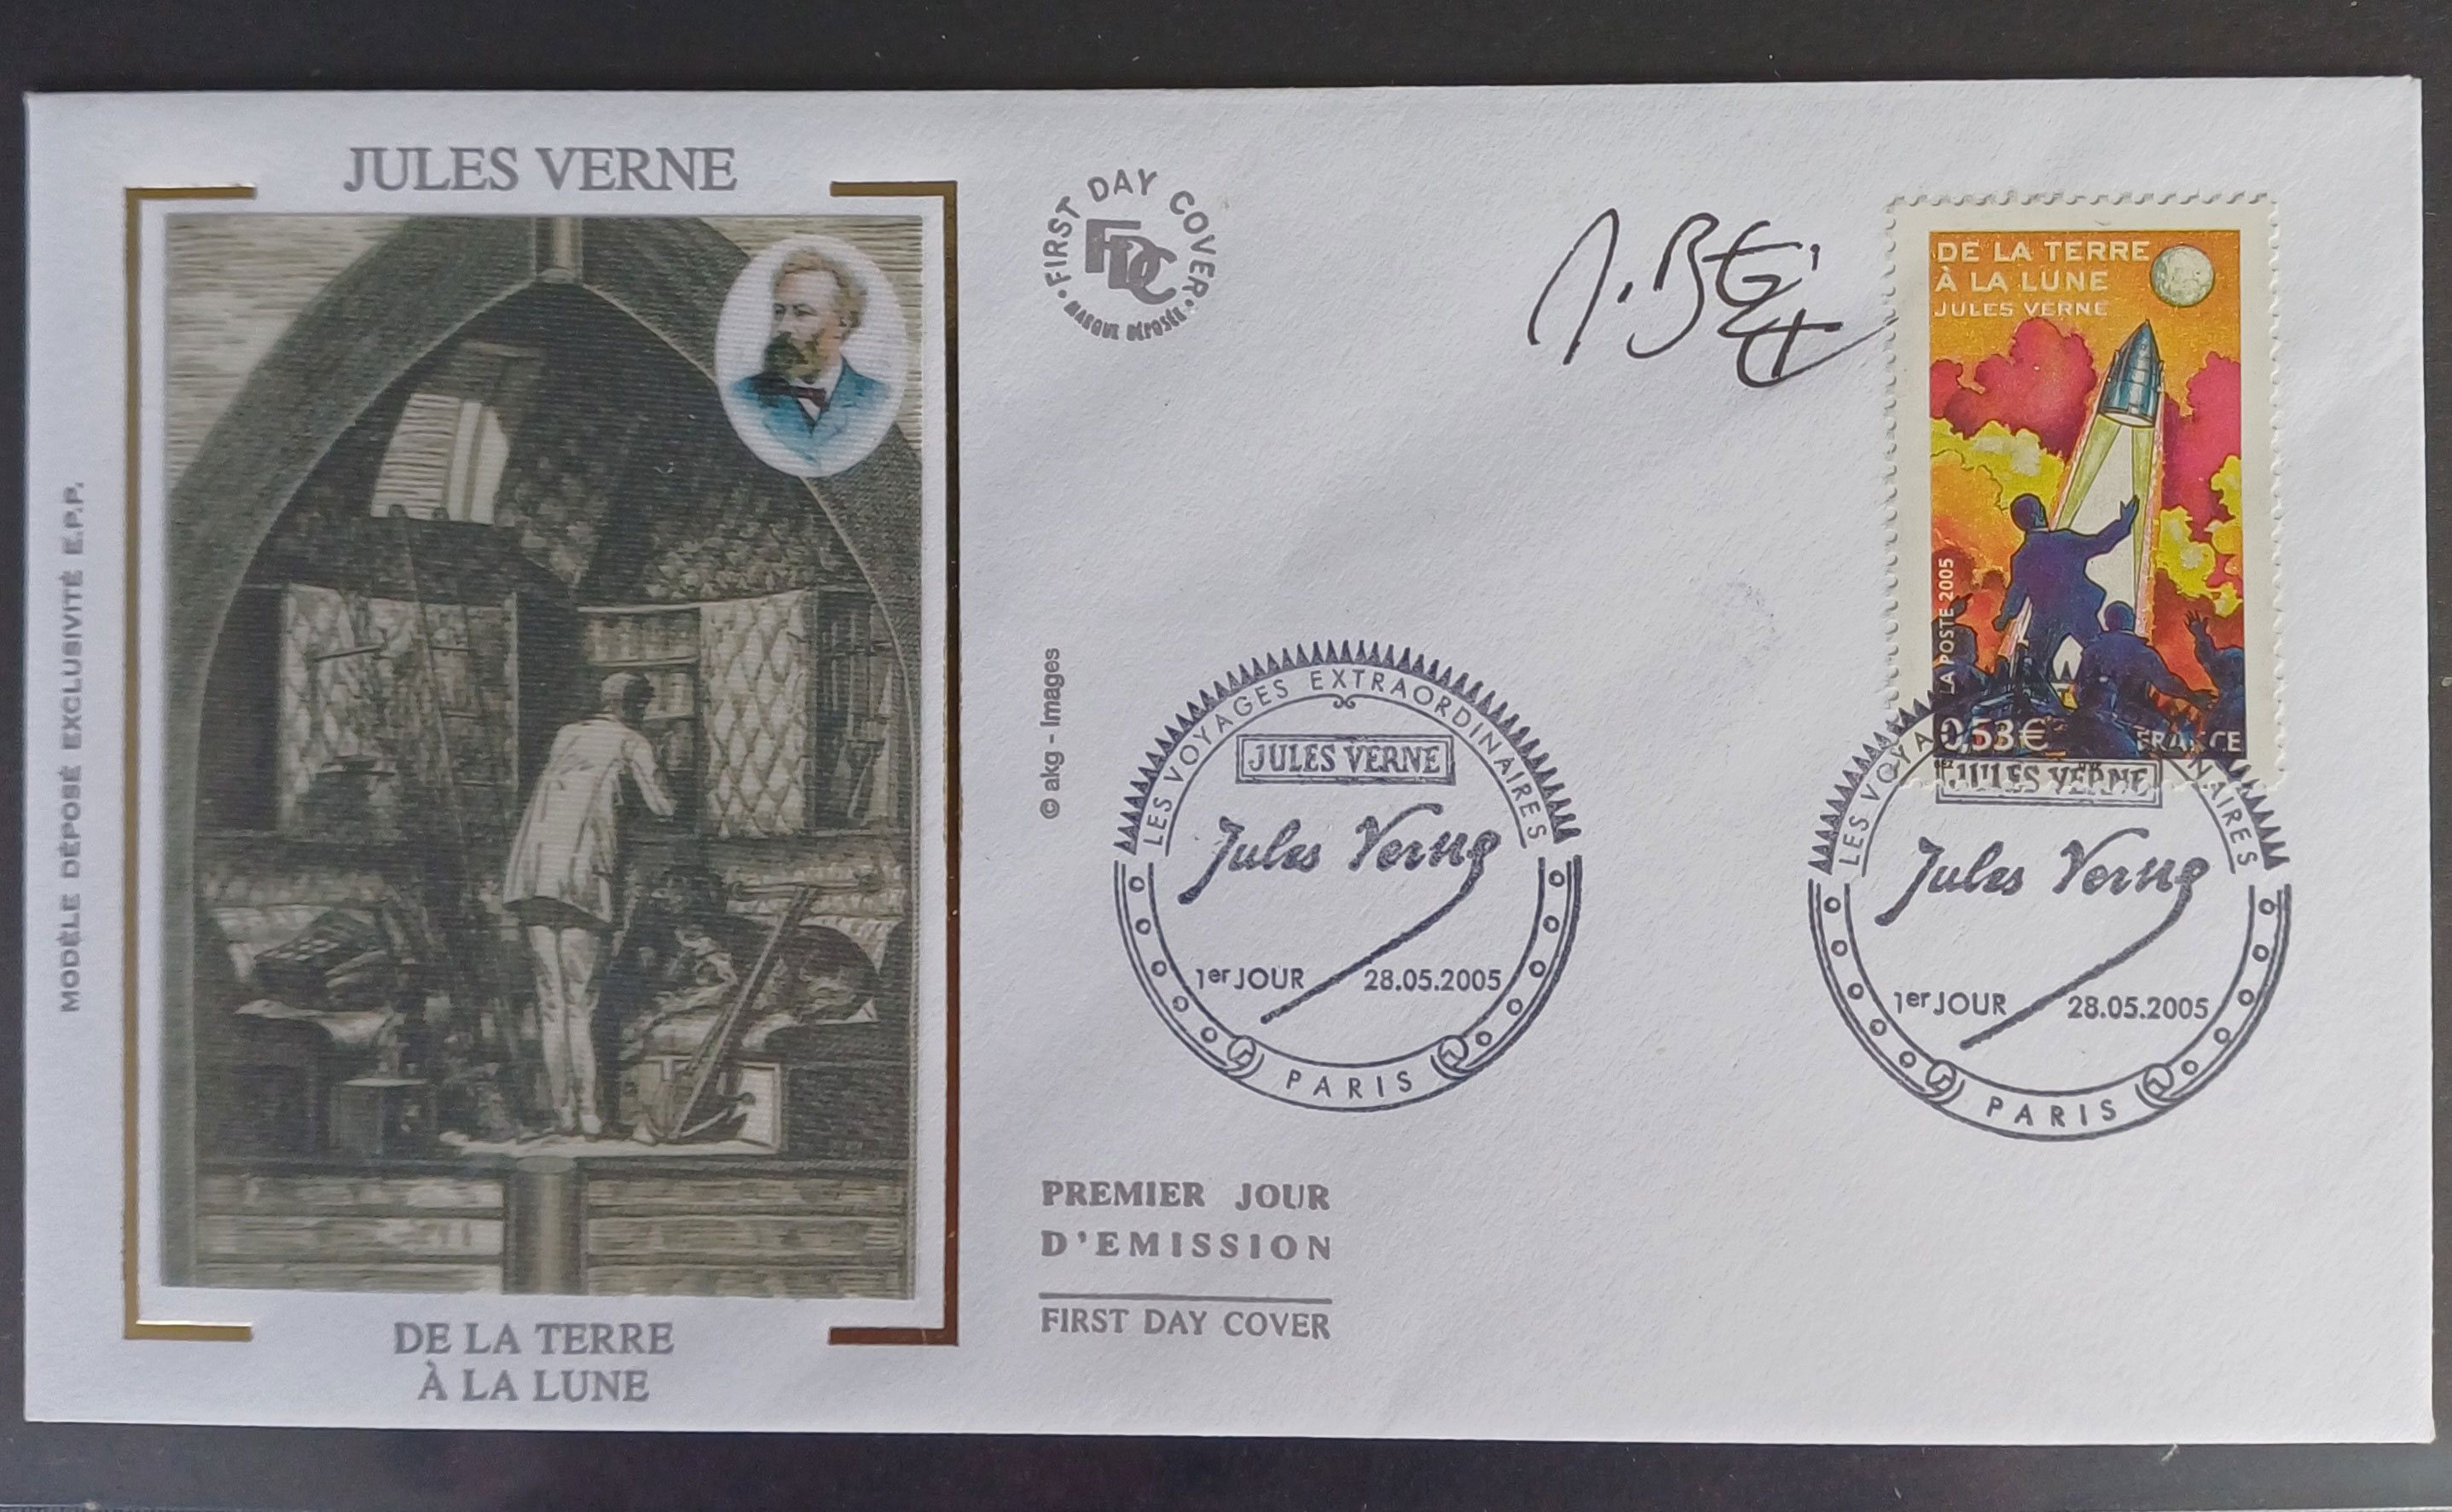 JULES VERNE
MODÈLE DÉPOSÉ EXCLUSIVITÉ E.P.P.
DE LA TERRE
À LA LUNE
FIRST DAY COVER
FDC
MARQUE DÉPOSÉE
© akg - Images
LES VOYAGES EXTRAORDINAIRES
JULES VERNE
Jules Verne
1er JOUR 28.05.2005
PARIS
PREMIER JOUR
D'EMISSION
FIRST DAY COVER
DE LA TERRE
À LA LUNE
JULES VERNE
LA POSTE 2005
0,53€ FRANCE
LES VOYA NAIRES
JULES VERNE
Jules Verne
1er JOUR 28.05.2005
PARIS